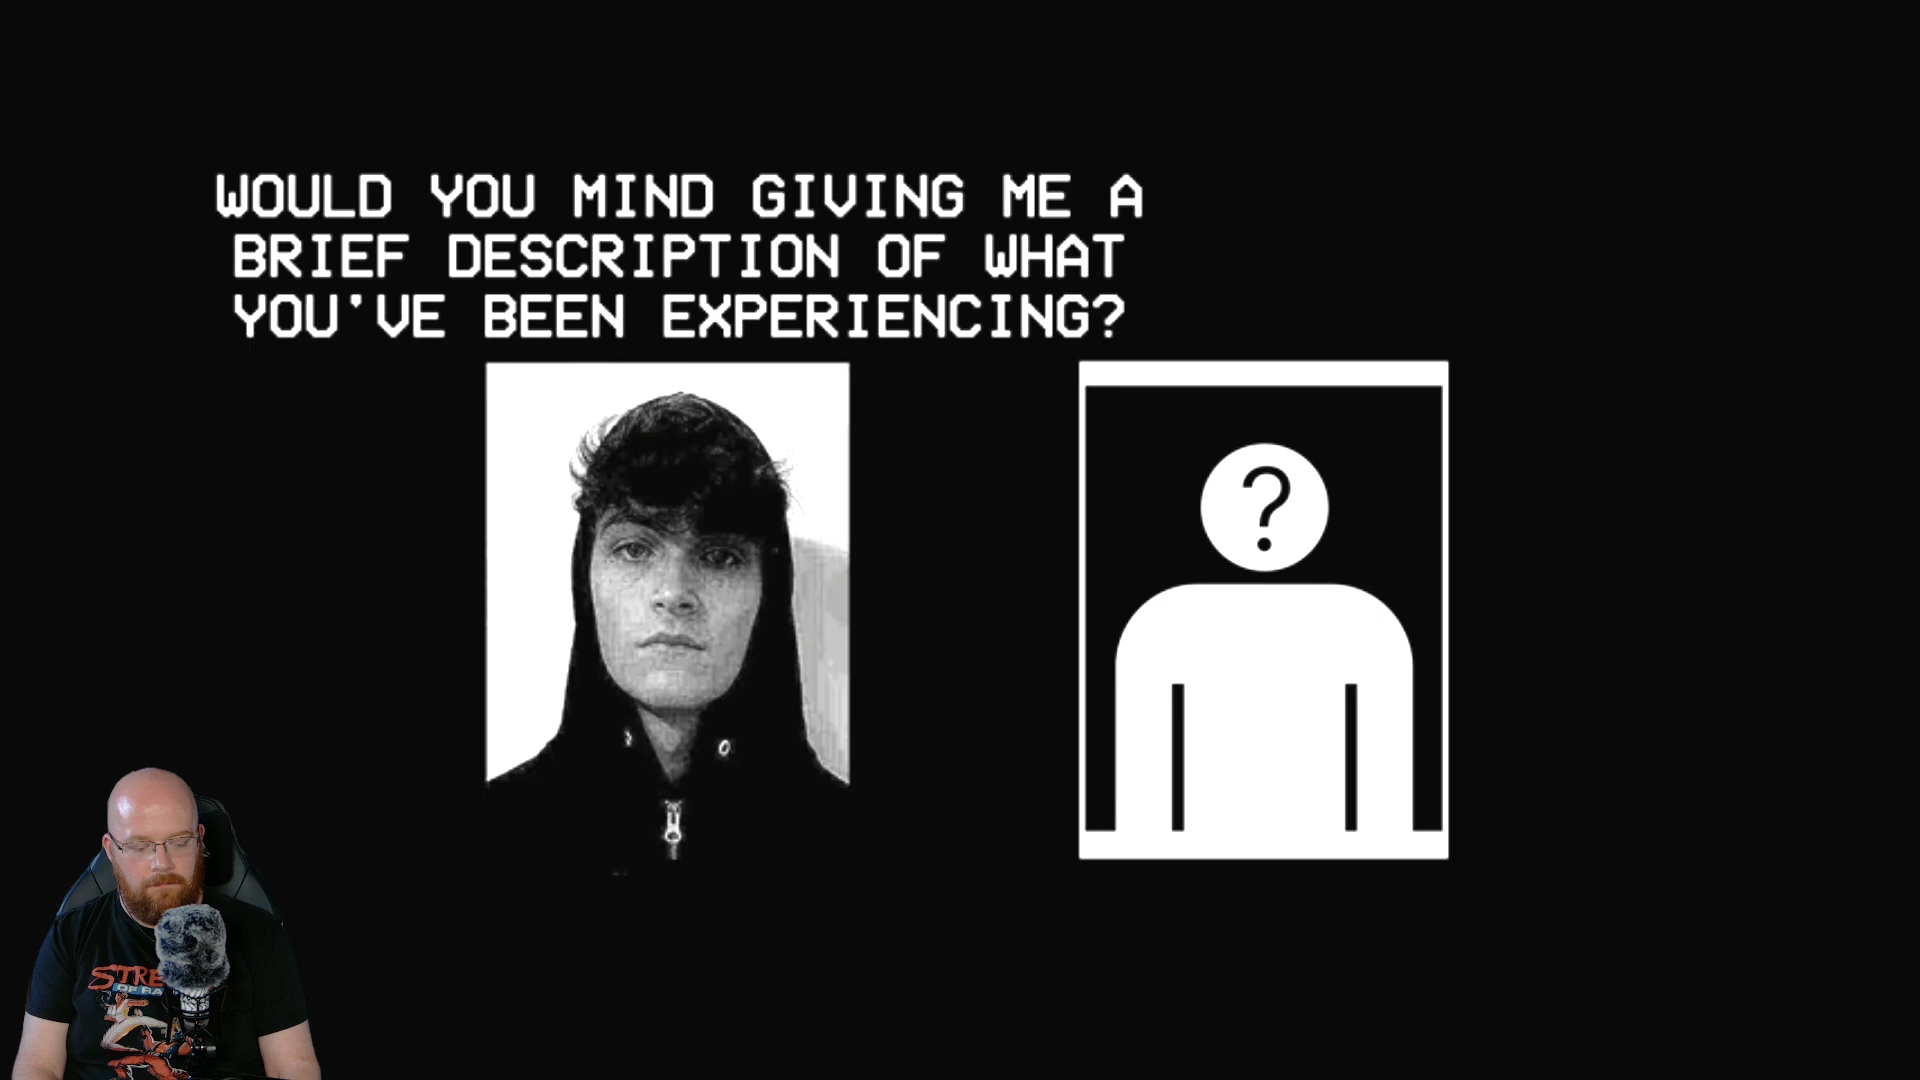 WOULD YOU MIND GIVING ME A
BRIEF DESCRIPTION OF WHAT
YOU'VE BEEN EXPERIENCING?
?